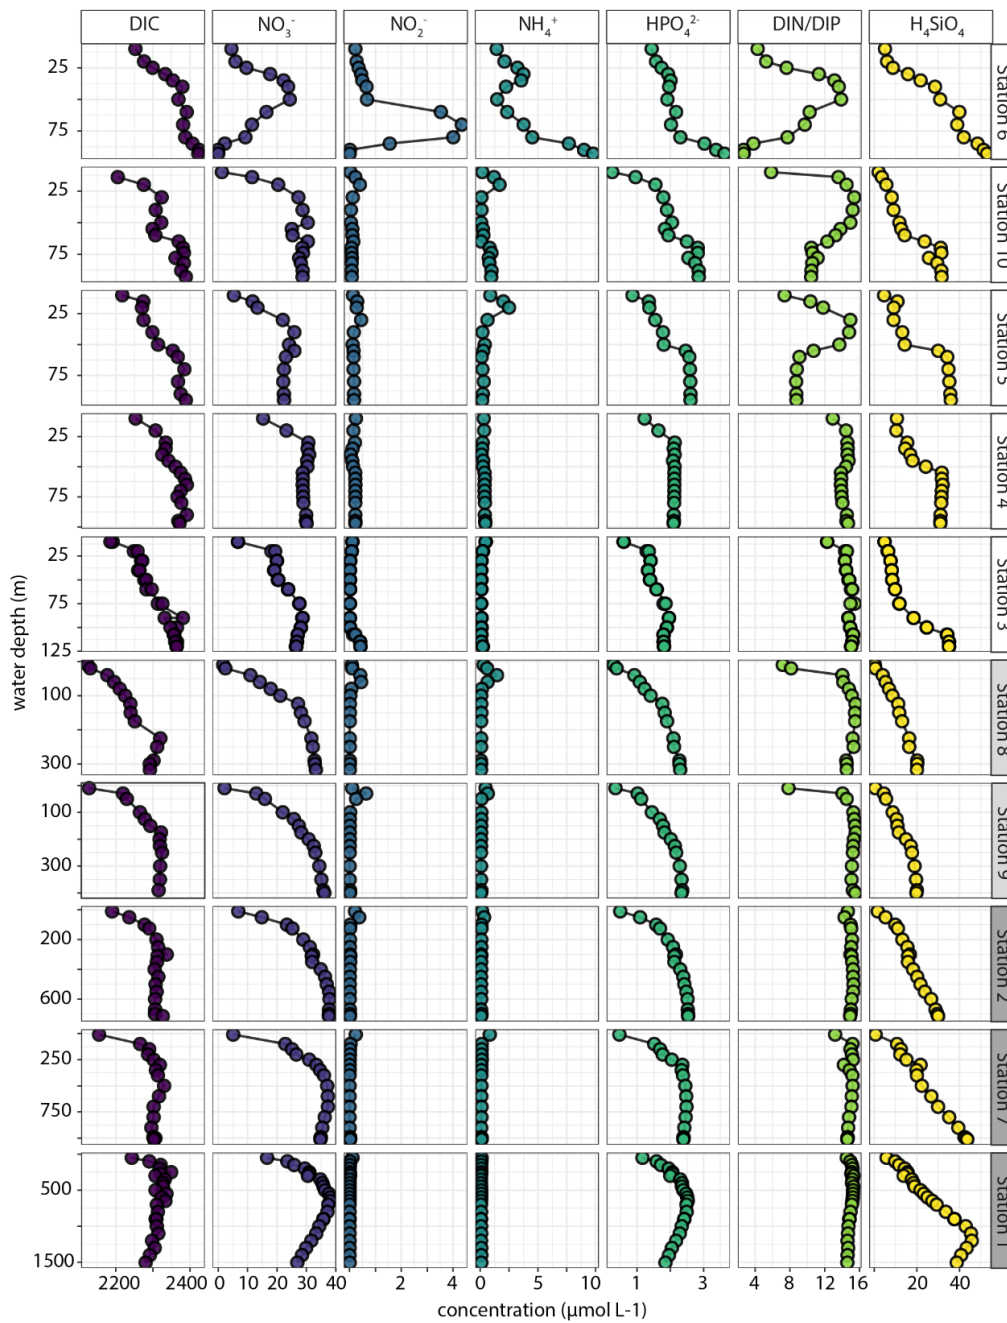 DIC NO₃⁻ NO₂⁻ NH₄⁺ HPO₄²⁻ DIN/DIP H₄SiO₄
25
75
Station 6
25
75
Station 10
25
75
Station 5
25
75
Station 4
25
75
125
Station 3
100
300
Station 8
100
300
Station 9
200
600
Station 2
250
750
Station 7
500
1500
Station 1
water depth (m)
2200 2400 0 10 20 30 40 0 2 4 0 5 10 1 3 4 8 12 16 20 40
concentration (µmol L-1)